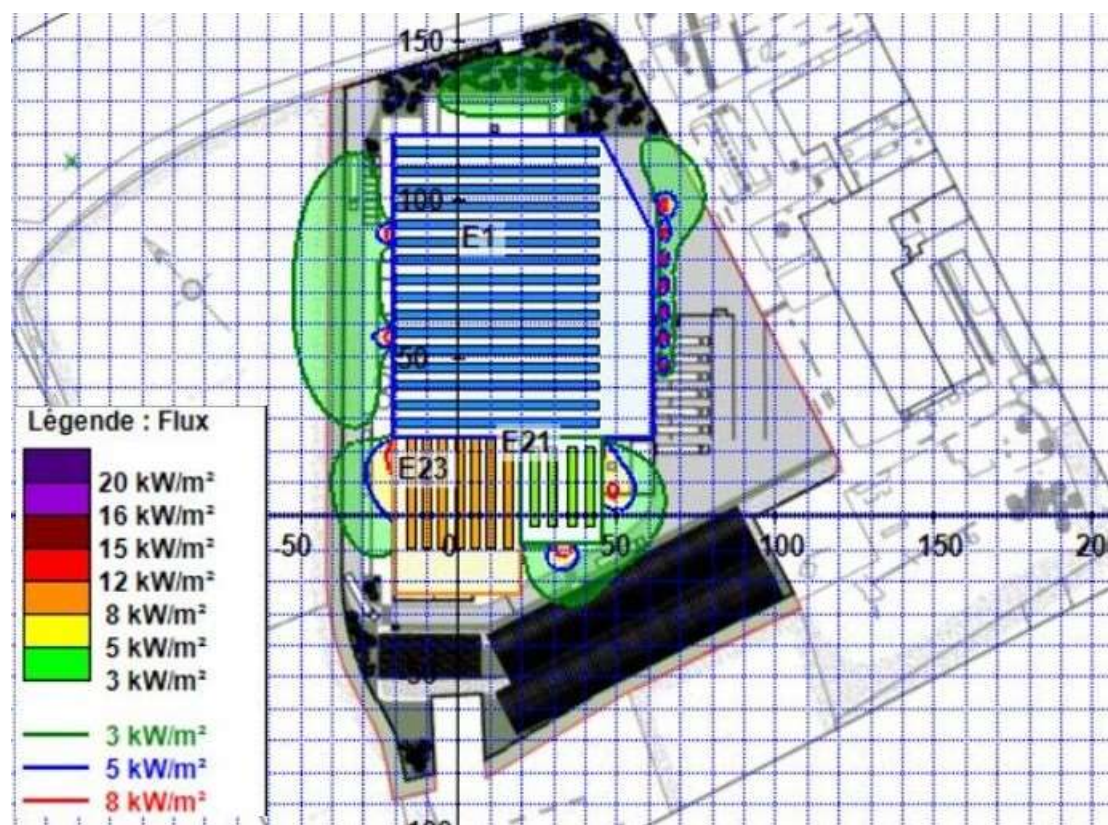 150
100
E1
50
Légende : Flux
20 kW/m²
16 kW/m²
15 kW/m²
12 kW/m²
8 kW/m²
5 kW/m²
3 kW/m²
3 kW/m²
5 kW/m²
8 kW/m²
E21
E23
-50
0
50
100
150
20